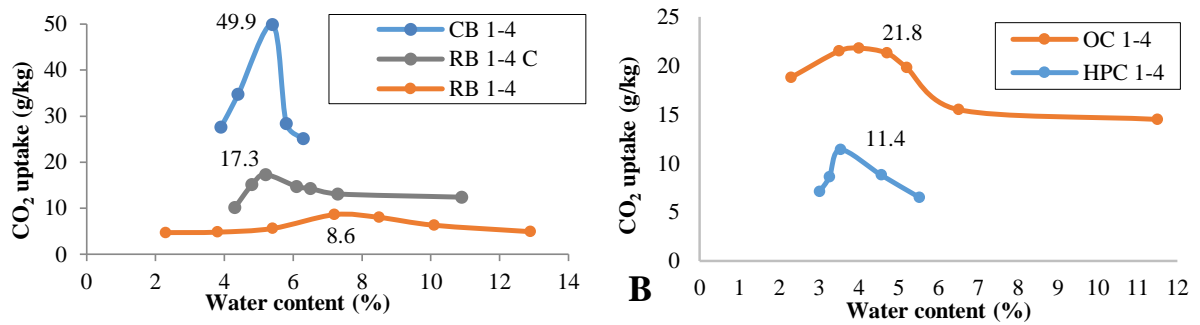 50
40
30
20
10
0
CO₂ uptake (g/kg)
49.9
17.3
8.6
CB 1-4
RB 1-4 C
RB 1-4
0 2 4 6 8 10 12 14
Water content (%)
25
20
15
10
5
0
CO₂ uptake (g/kg)
21.8
11.4
OC 1-4
HPC 1-4
0 1 2 3 4 5 6 7 8 9 10 11 12
Water content (%)
B